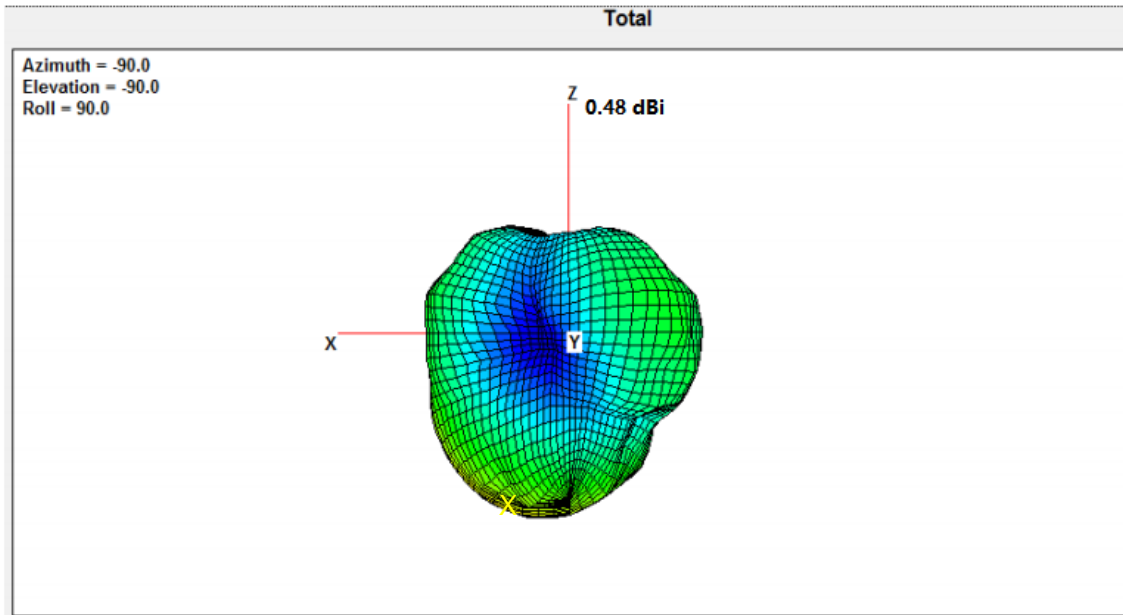 Total
Azimuth = -90.0
Elevation = -90.0
Roll = 90.0
Z 0.48 dBi
X
Y
X